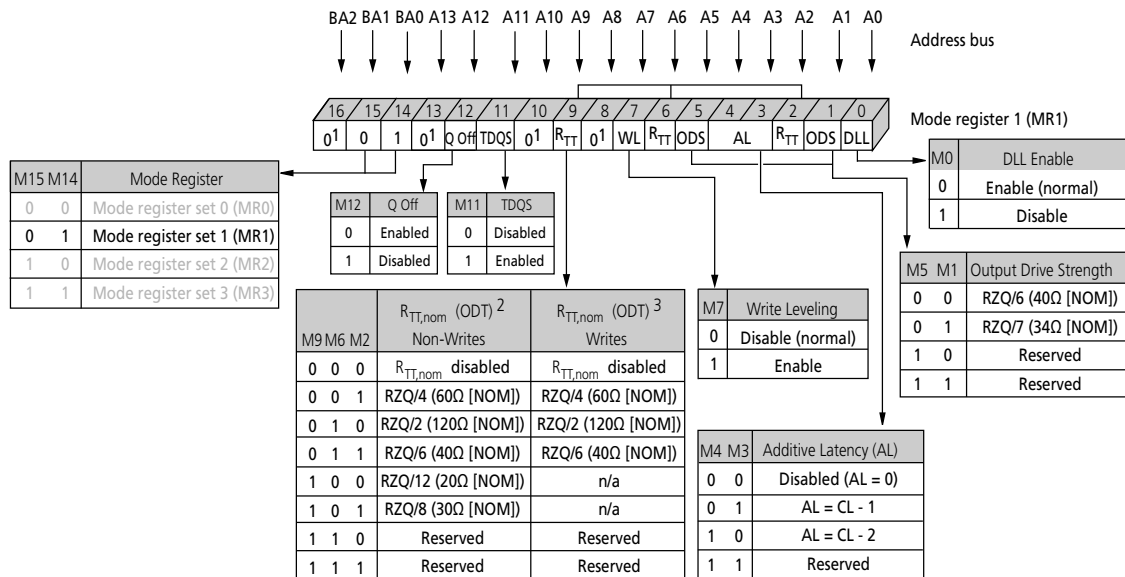 BA2 BA1 BA0 A13 A12 A11 A10 A9 A8 A7 A6 A5 A4 A3 A2 A1 A0
Address bus
16 15 14 13 12 11 10 9 8 7 6 5 4 3 2 1 0
Mode register 1 (MR1)
0¹ 0 1 0¹ Q Off TDQS 0¹ RTT 0¹ WL RTT ODS AL RTT ODS DLL
M15 M14 Mode Register
0 0 Mode register set 0 (MR0)
0 1 Mode register set 1 (MR1)
1 0 Mode register set 2 (MR2)
1 1 Mode register set 3 (MR3)
M12 Q Off
0 Enabled
1 Disabled
M11 TDQS
0 Disabled
1 Enabled
M0 DLL Enable
0 Enable (normal)
1 Disable
M5 M1 Output Drive Strength
0 0 RZQ/6 (40Ω [NOM])
0 1 RZQ/7 (34Ω [NOM])
1 0 Reserved
1 1 Reserved
M9 M6 M2 RTT,nom (ODT) 2 Non-Writes RTT,nom (ODT) 3 Writes
0 0 0 RTT,nom disabled RTT,nom disabled
0 0 1 RZQ/4 (60Ω [NOM]) RZQ/4 (60Ω [NOM])
0 1 0 RZQ/2 (120Ω [NOM]) RZQ/2 (120Ω [NOM])
0 1 1 RZQ/6 (40Ω [NOM]) RZQ/6 (40Ω [NOM])
1 0 0 RZQ/12 (20Ω [NOM]) n/a
1 0 1 RZQ/8 (30Ω [NOM]) n/a
1 1 0 Reserved Reserved
1 1 1 Reserved Reserved
M7 Write Leveling
0 Disable (normal)
1 Enable
M4 M3 Additive Latency (AL)
0 0 Disabled (AL = 0)
0 1 AL = CL - 1
1 0 AL = CL - 2
1 1 Reserved